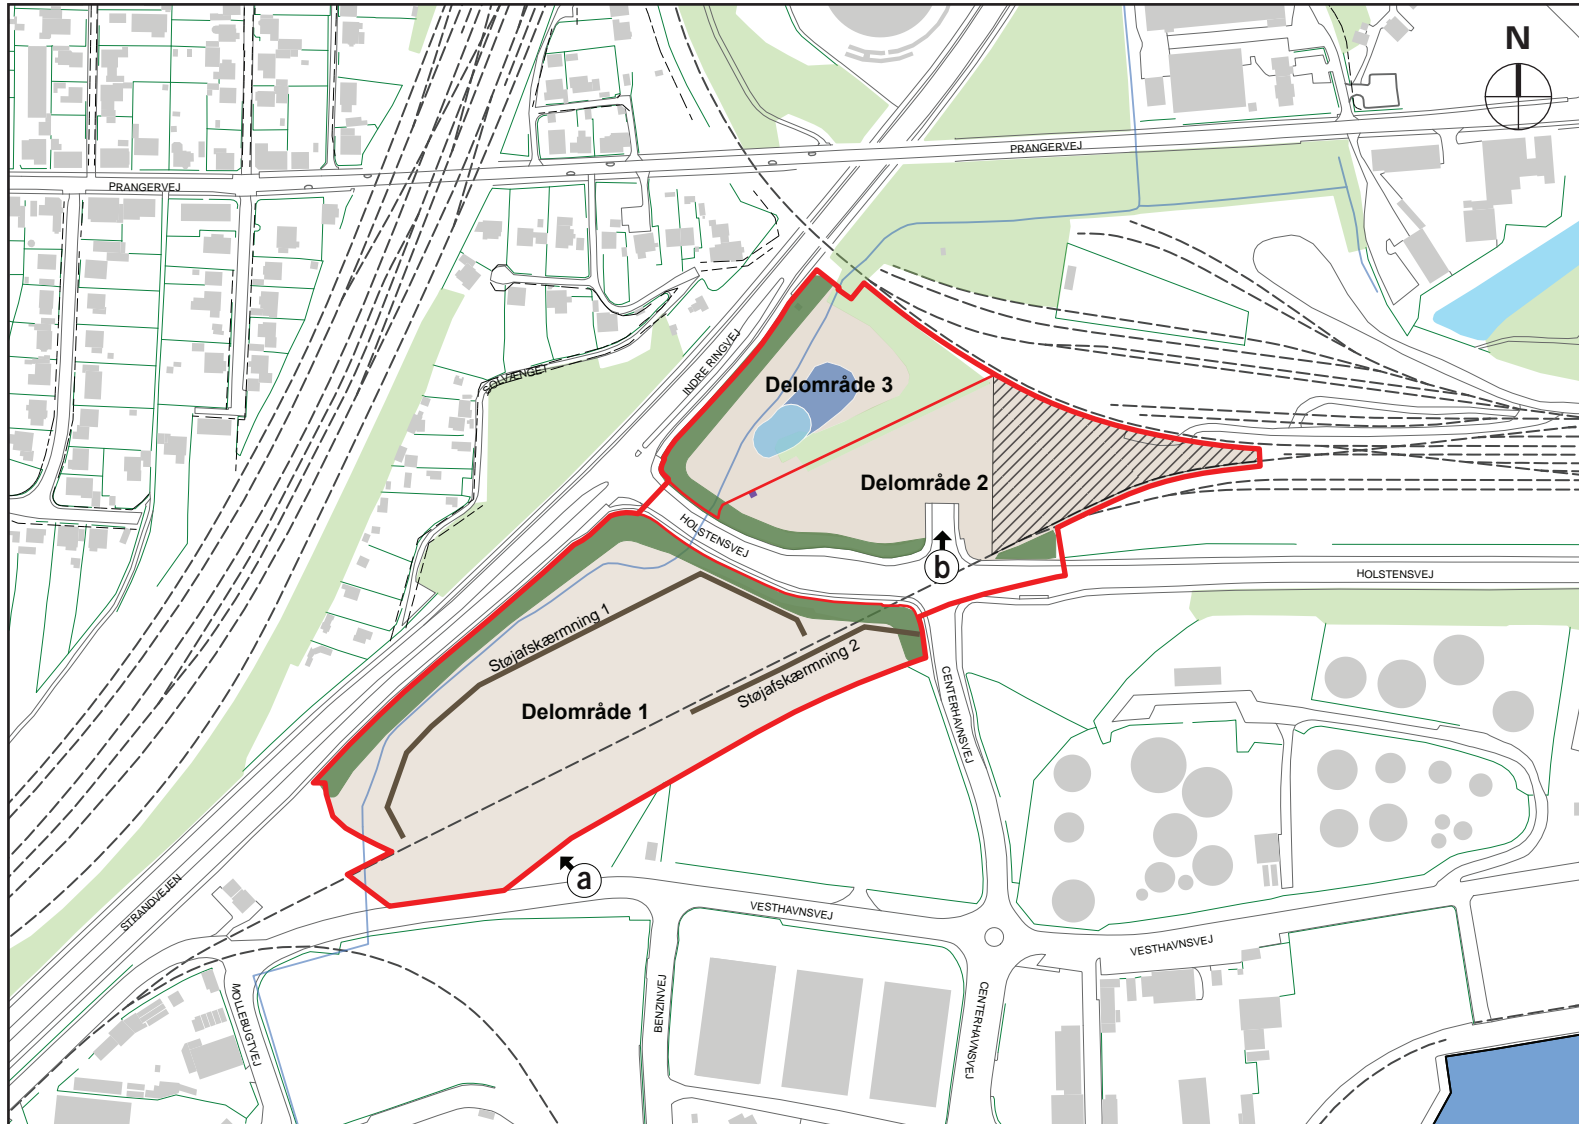 N
PRANGERVEJ
PRANGERVEJ
INDRE RINGVEJ
SOLVÆNGET
Delområde 3
Delområde 2
HOLSTENSVEJ
b
HOLSTENSVEJ
Støjafskærmning 1
Støjafskærmning 2
CENTERHAVNSVEJ
Delområde 1
a
STRANDVEJEN
VESTHAVNSVEJ
VESTHAVNSVEJ
BENZINVEJ
MOLLEBUGTVEJ
CENTERHAVNSVEJ